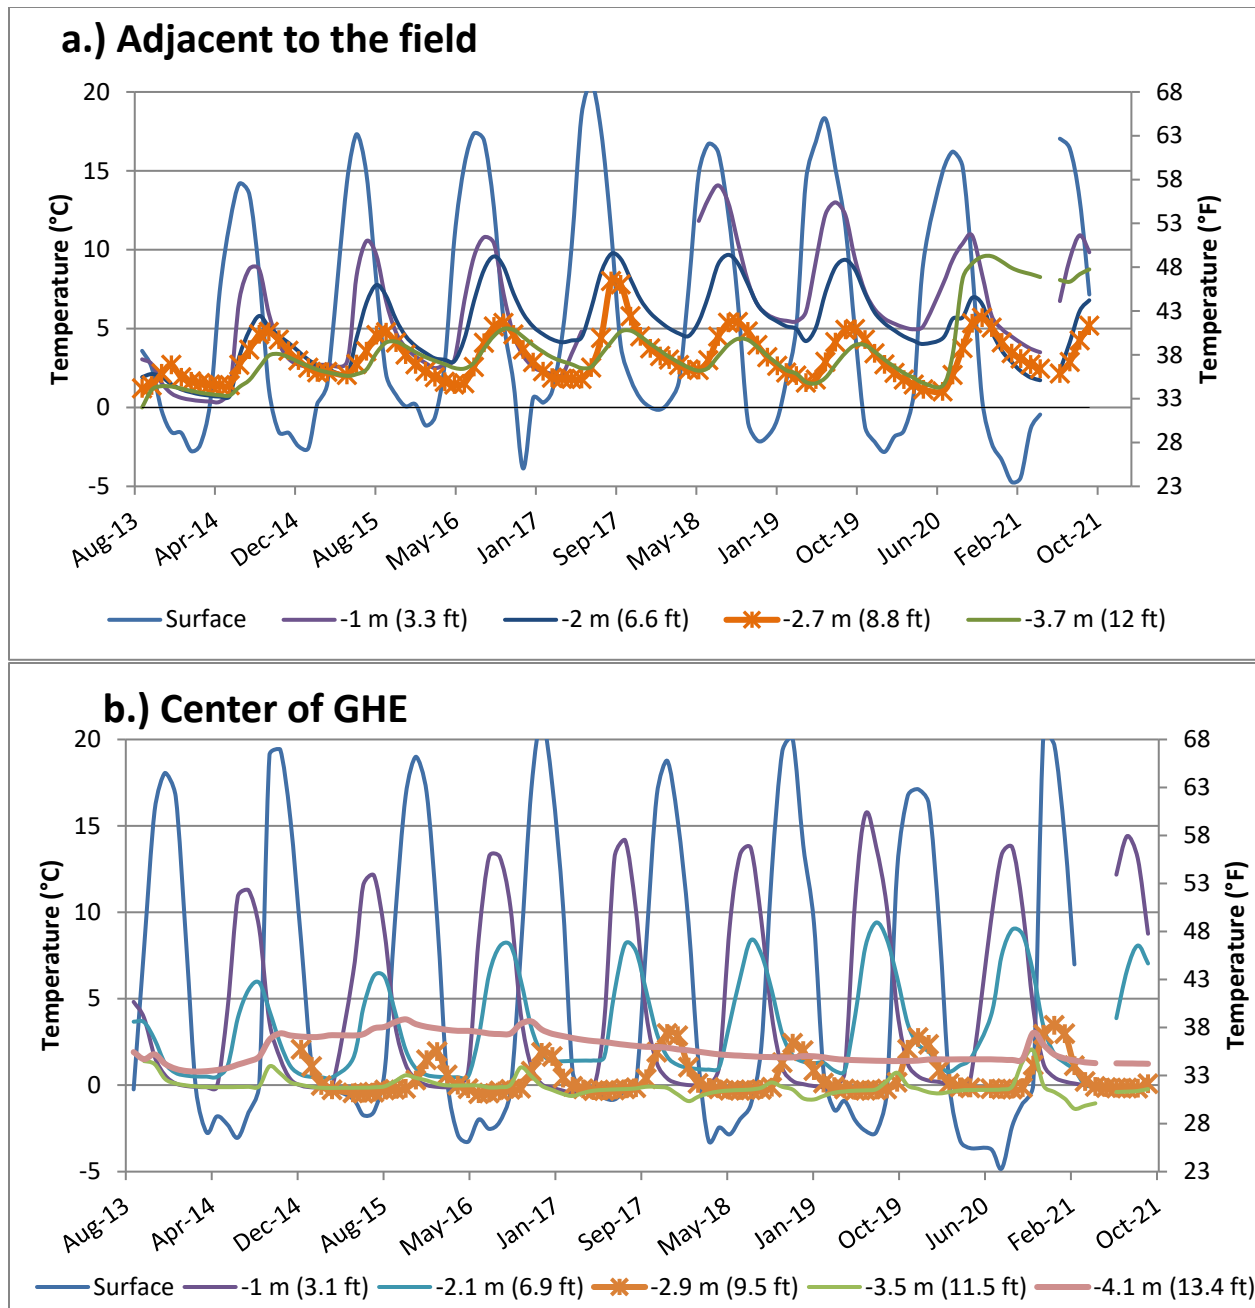 a.) Adjacent to the field
Temperature (°C)
20
15
10
5
0
-5
68
63
58
53
48
43
38
33
28
23
Temperature (°F)
Aug-13
Apr-14
Dec-14
Aug-15
May-16
Jan-17
Sep-17
May-18
Jan-19
Oct-19
Jun-20
Feb-21
Oct-21
Surface -1 m (3.3 ft) -2 m (6.6 ft) -2.7 m (8.8 ft) -3.7 m (12 ft)
b.) Center of GHE
Temperature (°C)
20
15
10
5
0
-5
68
63
58
53
48
43
38
33
28
23
Temperature (°F)
Aug-13
Apr-14
Dec-14
Aug-15
May-16
Jan-17
Sep-17
May-18
Jan-19
Oct-19
Jun-20
Feb-21
Oct-21
Surface -1 m (3.1 ft) -2.1 m (6.9 ft) -2.9 m (9.5 ft) -3.5 m (11.5 ft) -4.1 m (13.4 ft)